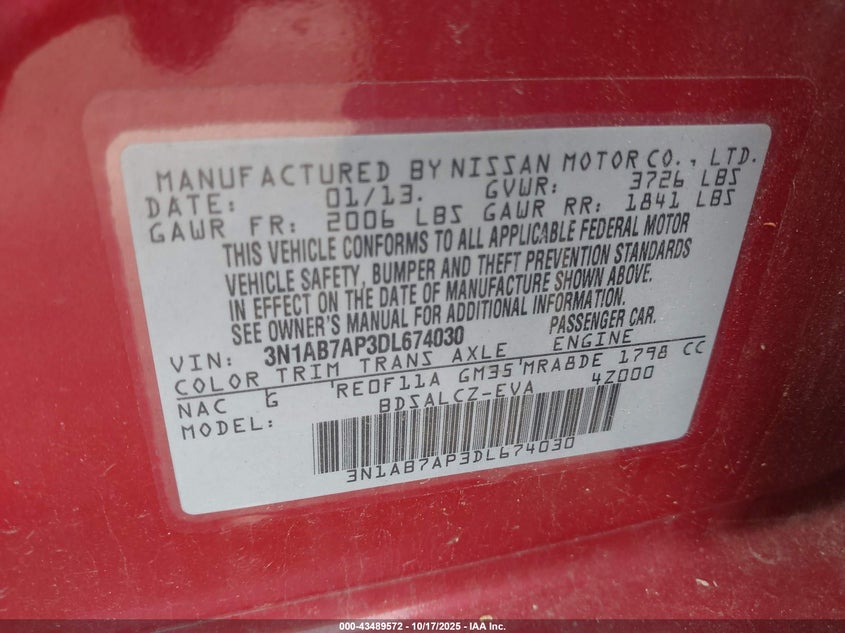 MANUFACTURED BY NISSAN MOTOR CO., LTD.
DATE: 01/13. GVWR: 3726 LBS
GAWR FR: 2006 LBS GAWR RR: 1841 LBS
THIS VEHICLE CONFORMS TO ALL APPLICABLE FEDERAL MOTOR
VEHICLE SAFETY, BUMPER AND THEFT PREVENTION STANDARDS
IN EFFECT ON THE DATE OF MANUFACTURE SHOWN ABOVE.
SEE OWNER'S MANUAL FOR ADDITIONAL INFORMATION.
VIN: 3N1AB7AP3DL674030 PASSENGER CAR.
COLOR TRIM TRANS AXLE ENGINE
NAC G 'RE0F11A GM35'MRA8DE 1798 CC
MODEL: BDSALCZ-EVA 4Z000
3N1AB7AP3DL674030
000-43489572 - 10/17/2025 - IAA Inc.